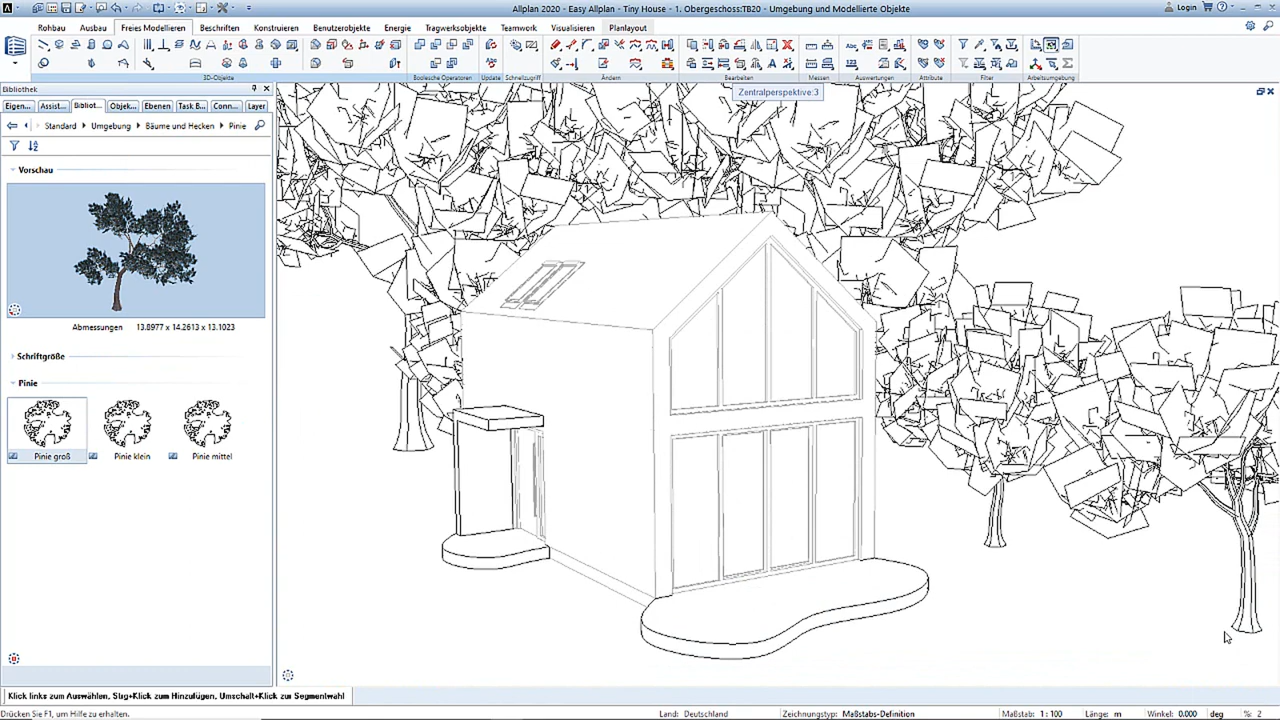 Allplan 2020 - Easy Allplan - Tiny House - 1. Obergeschoss:TB20 - Umgebung und Modellierte Objekte
Login
Rohbau Ausbau Freies Modellieren Beschriften Konstruieren Benutzerobjekte Energie Tragwerksobjekte Teamwork Visualisieren Planlayout
3D-Objekte Boolesche Operatoren Update Schnellzugriff Ändern Bearbeiten Messen Auswertungen Attribute Filter Arbeitsumgebung
Bibliothek
Eigen... Assist... Bibliot... Objek... Ebenen Task B... Conn... Layer
Standard Umgebung Bäume und Hecken Pinie
Zentralperspektive:3
Vorschau
Abmessungen 13.8977 x 14.2613 x 13.1023
Schriftgröße
Pinie
Pinie groß Pinie klein Pinie mittel
Klick links zum Auswählen, Strg+Klick zum Hinzufügen, Umschalt+Klick zur Segmentwahl
Drücken Sie F1, um Hilfe zu erhalten.
Land: Deutschland Zeichnungstyp: Maßstabs-Definition Maßstab: 1 : 100 Länge: m Winkel: 0.000 deg %: 2